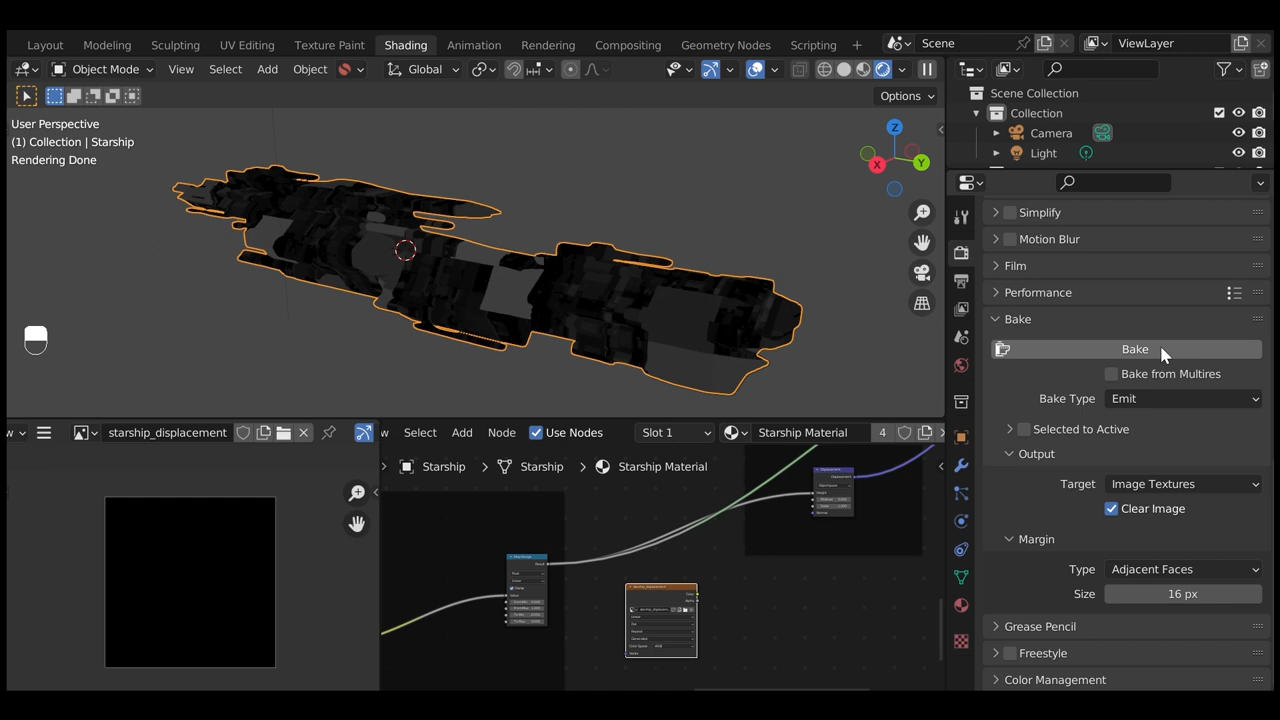 Layout Modeling Sculpting UV Editing Texture Paint Shading Animation Rendering Compositing Geometry Nodes Scripting + Scene ViewLayer
Object Mode View Select Add Object Global
Options
User Perspective
(1) Collection | Starship
Rendering Done
Z
Y
X
Scene Collection
Collection
Camera
Light
Simplify
Motion Blur
Film
Performance
Bake
Bake
Bake from Multires
Bake Type Emit
Selected to Active
Output
Target Image Textures
Clear Image
Margin
Type Adjacent Faces
Size 16 px
Grease Pencil
Freestyle
Color Management
starship_displacement
Select Add Node Use Nodes Slot 1 Starship Material 4
Starship Starship Starship Material